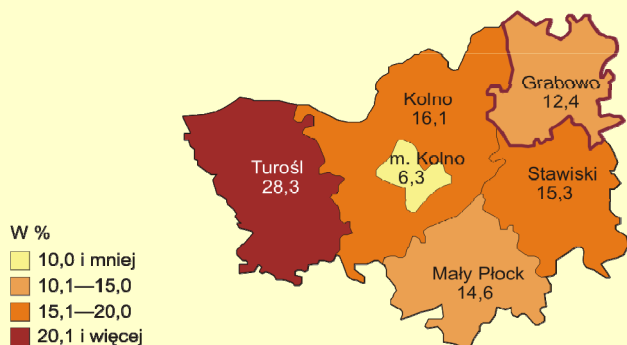 Grabowo
12,4
Kolno
16,1
m. Kolno
6,3
Turośl
28,3
Stawiski
15,3
Mały Płock
14,6
W %
10,0 i mniej
10,1—15,0
15,1—20,0
20,1 i więcej